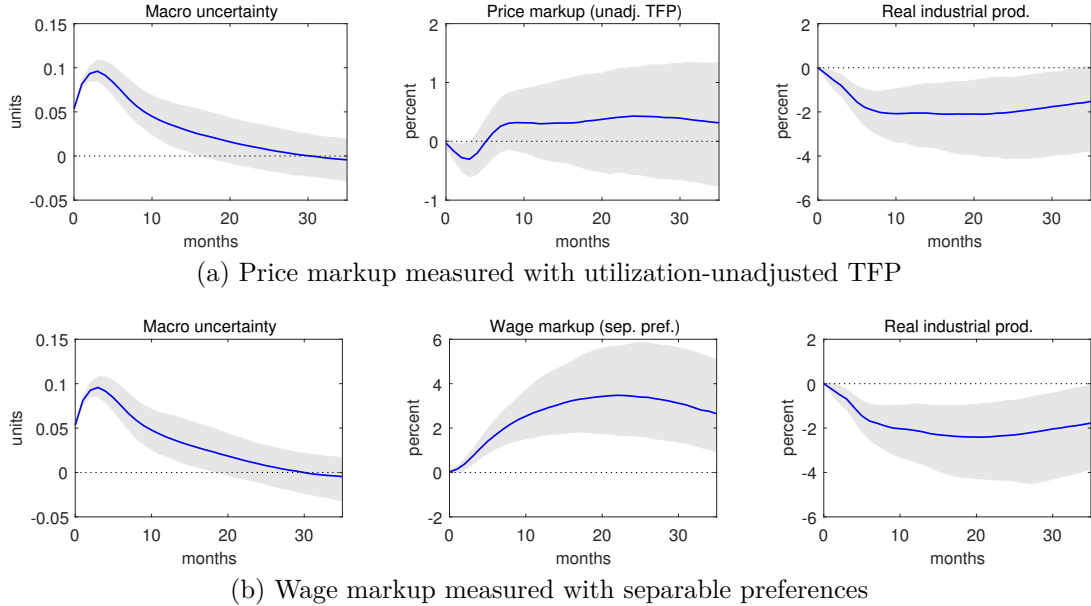 Macro uncertainty
0.15
0.1
0.05
0
-0.05
units
0
10
20
30
months
Price markup (unadj. TFP)
2
1
0
-1
percent
0
10
20
30
months
Real industrial prod.
2
0
-2
-4
-6
percent
0
10
20
30
months
(a) Price markup measured with utilization-unadjusted TFP
Macro uncertainty
0.15
0.1
0.05
0
-0.05
units
0
10
20
30
months
Wage markup (sep. pref.)
6
4
2
0
-2
percent
0
10
20
30
months
Real industrial prod.
2
0
-2
-4
-6
percent
0
10
20
30
months
(b) Wage markup measured with separable preferences